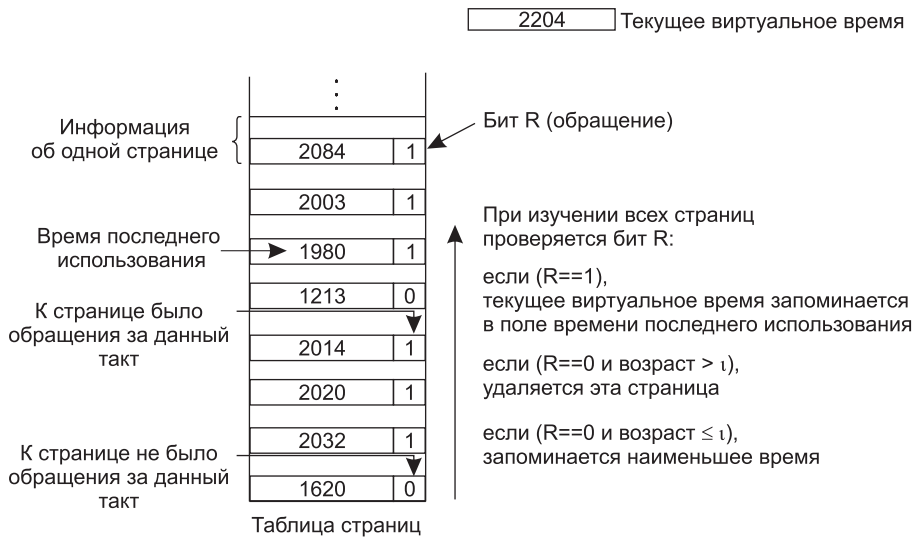 2204 Текущее виртуальное время
Информация
об одной странице
2084 1
Бит R (обращение)
2003 1
Время последнего
использования
1980 1
1213 0
К странице было
обращения за данный
такт
2014 1
2020 1
2032 1
К странице не было
обращения за данный
такт
1620 0
Таблица страниц
При изучении всех страниц
проверяется бит R:
если (R==1),
текущее виртуальное время запоминается
в поле времени последнего использования
если (R==0 и возраст > ι),
удаляется эта страница
если (R==0 и возраст ≤ ι),
запоминается наименьшее время